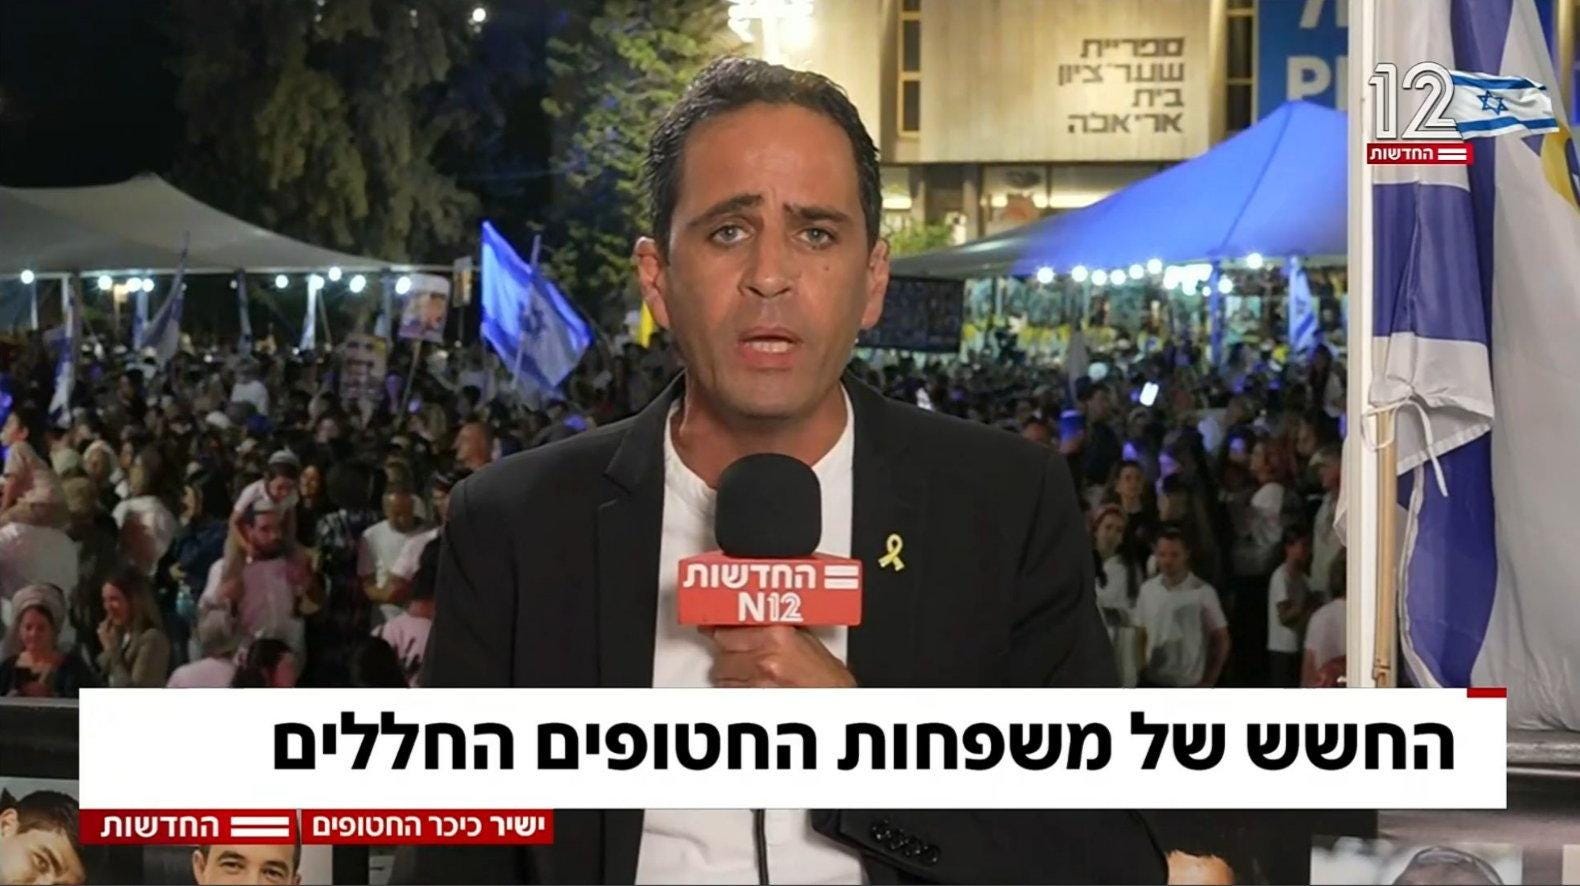 ספריית
שער ציון
בית
אריאלה
12
החדשות
החדשות
N12
החשש של משפחות החטופים החללים
ישיר כיכר החטופים
החדשות